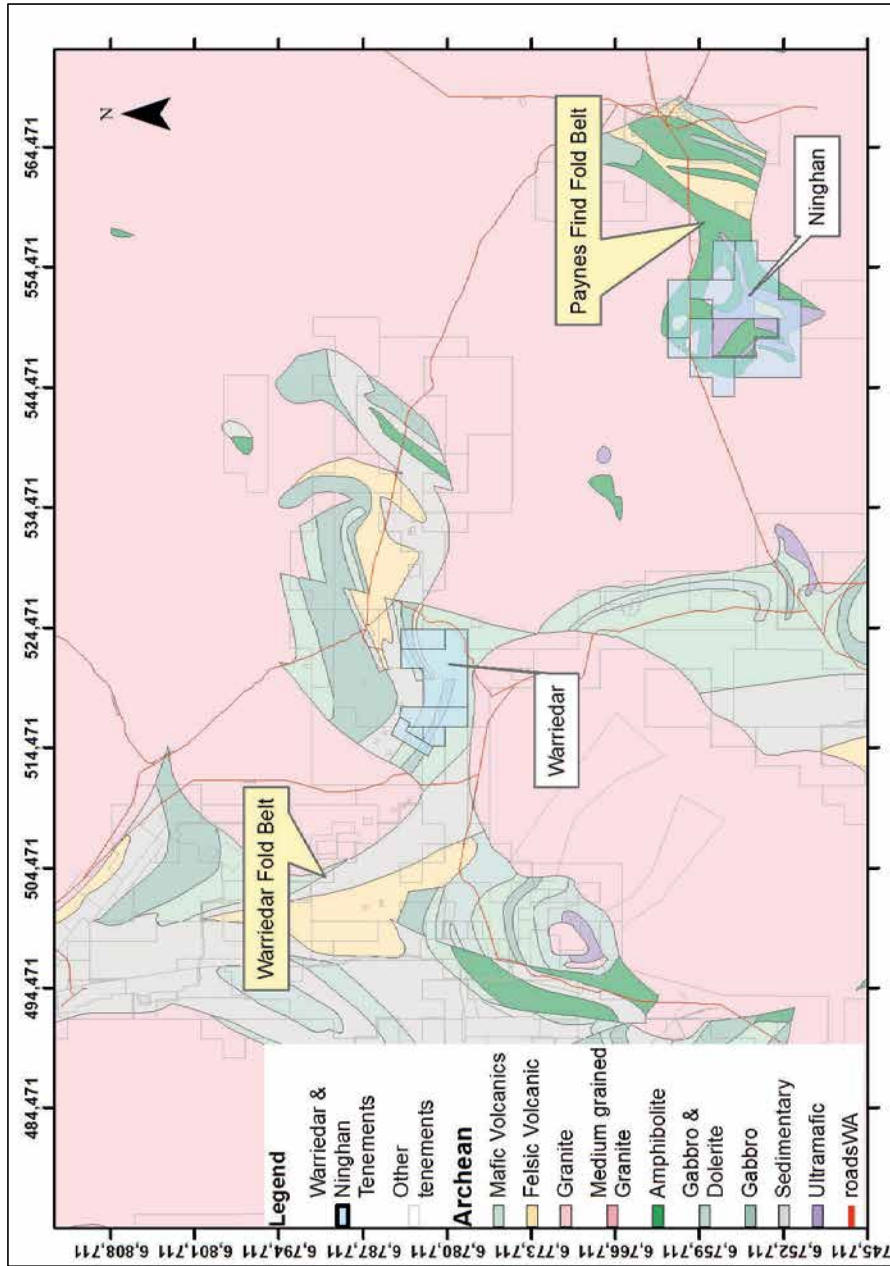 484,471
494,471
504,471
514,471
524,471
534,471
544,471
554,471
564,471
6,808,711
6,801,711
6,794,711
6,787,711
6,780,711
6,773,711
6,766,711
6,759,711
6,752,711
6,745,711
N
Warriedar Fold Belt
Warriedar
Paynes Find Fold Belt
Ninghan
Legend
Warriedar &
Ninghan
Tenements
Other
tenements
Archean
Mafic Volcanics
Felsic Volcanic
Granite
Medium grained
Granite
Amphibolite
Gabbro &
Dolerite
Gabbro
Sedimentary
Ultramafic
roadsWA